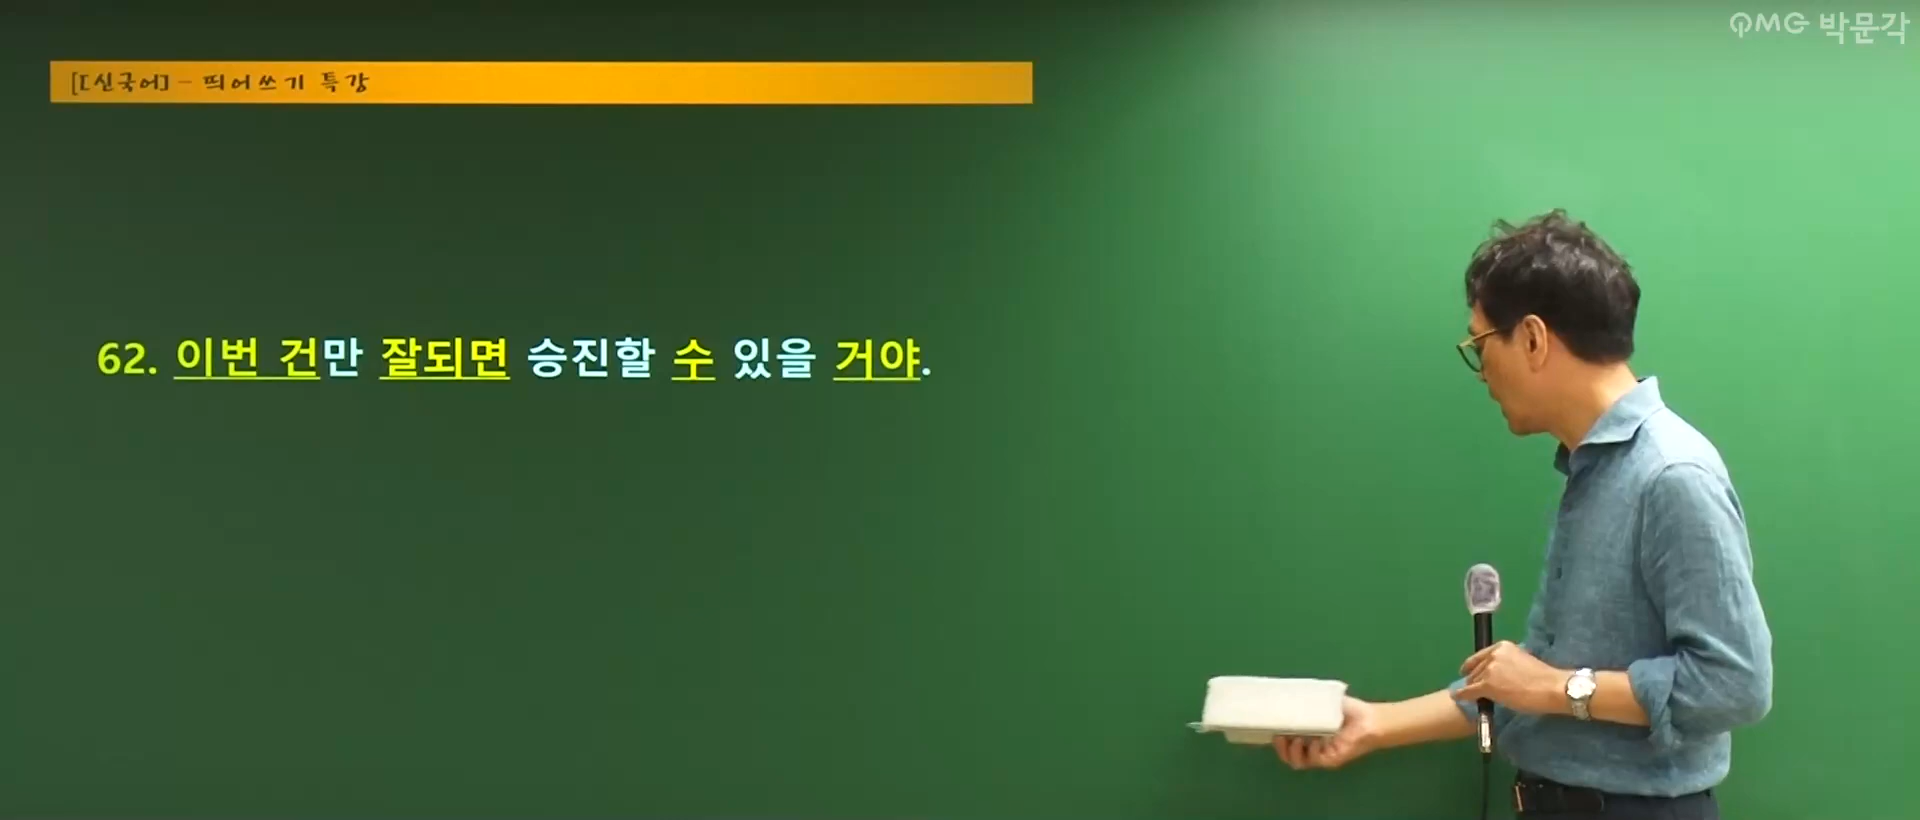 PMG 박문각
[[신국어] - 띄어쓰기 특강
62. 이번 건만 잘되면 승진할 수 있을 거야.